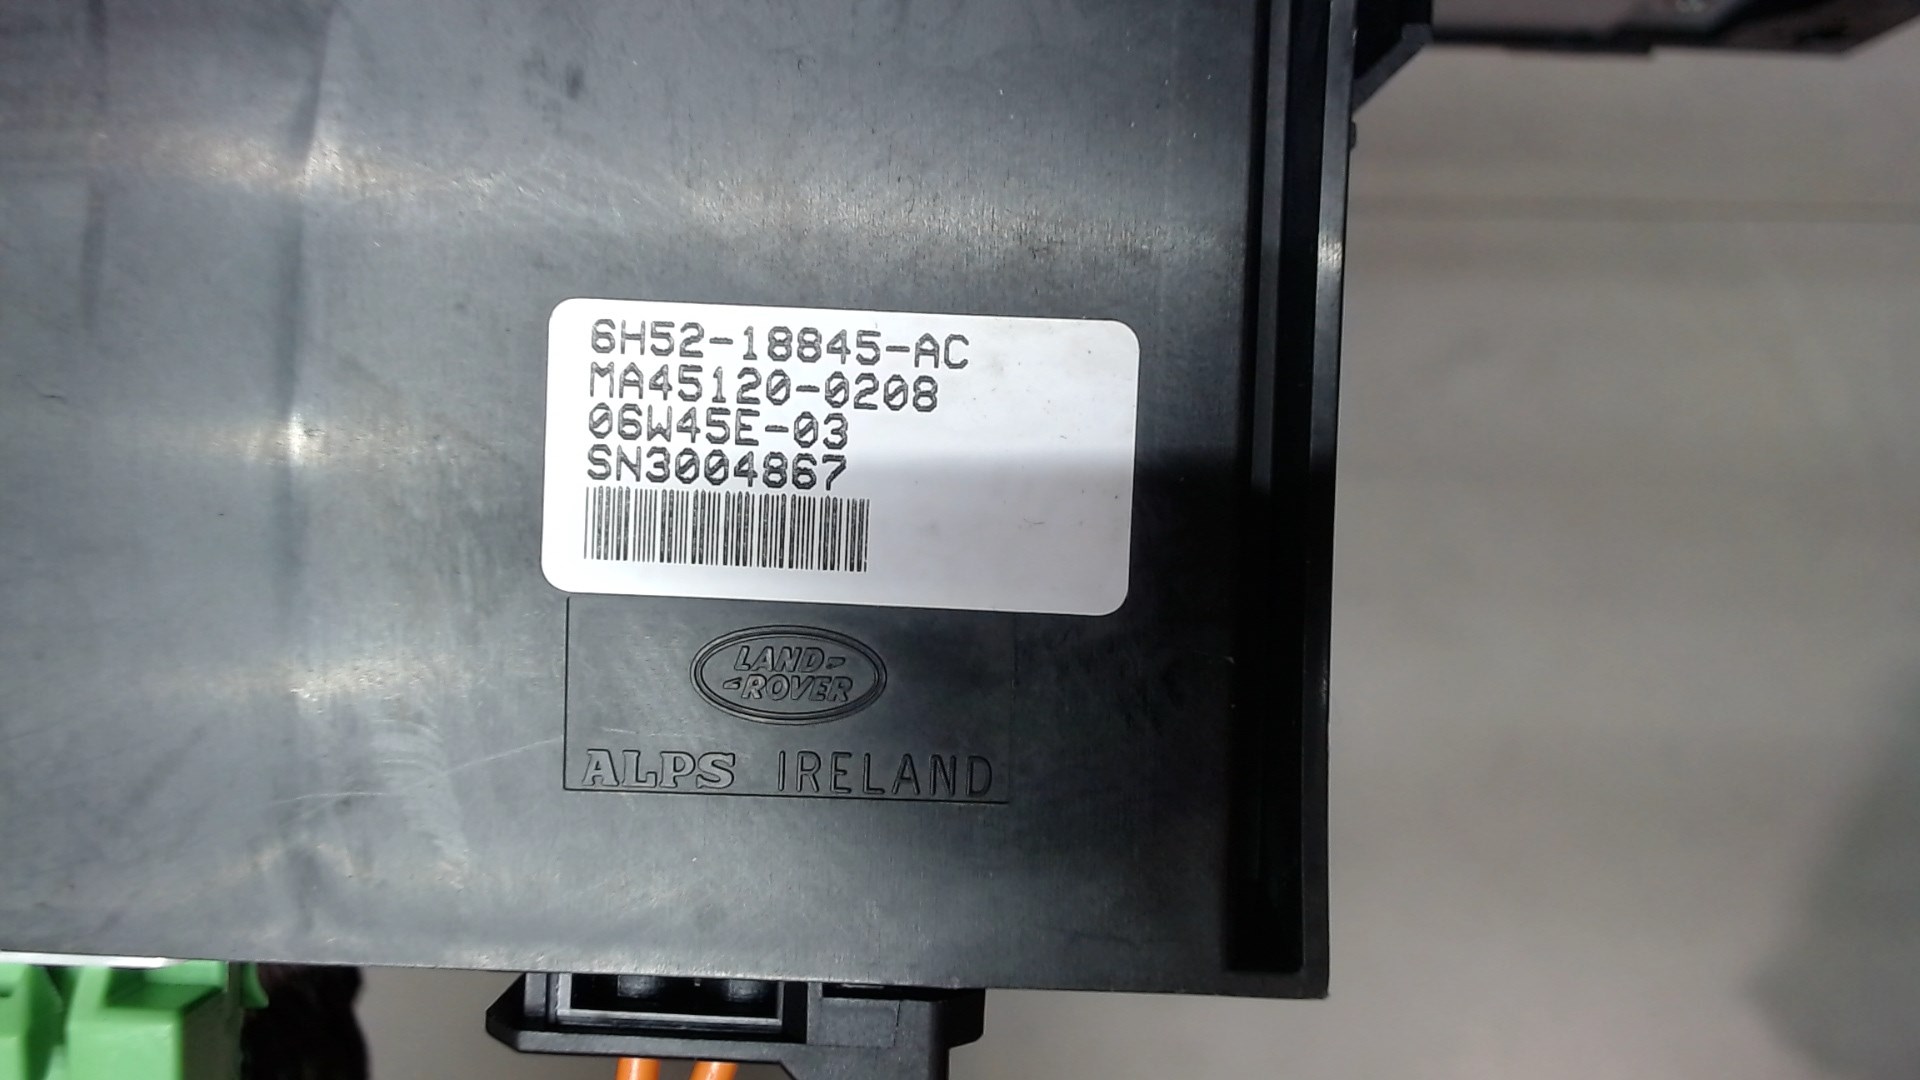 6H52-18845-AC
MA45120-0208
06W45E-03
SN3004867
LAND-
-ROVER
ALPS IRELAND